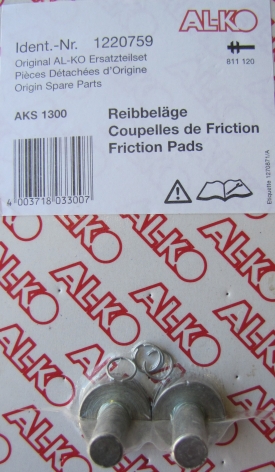 AL-KO
Ident.-Nr. 1220759
Original AL-KO Ersatzteilset
Pièces Détachées d'Origine
Origin Spare Parts
811 120
AKS 1300
Reibbeläge
Coupelles de Friction
Friction Pads
4 003718 033007
Etikette 1210871/A
AL-KO
AL-KO
AL-KO
AL-KO
AL-KO
AL-KO
AL-KO
AL-KO